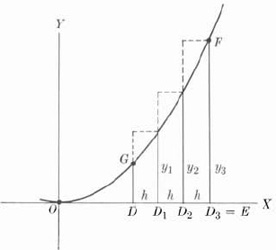 Y
F
G
y₁ y₂ y₃
h h h
O D D₁ D₂ D₃ = E X